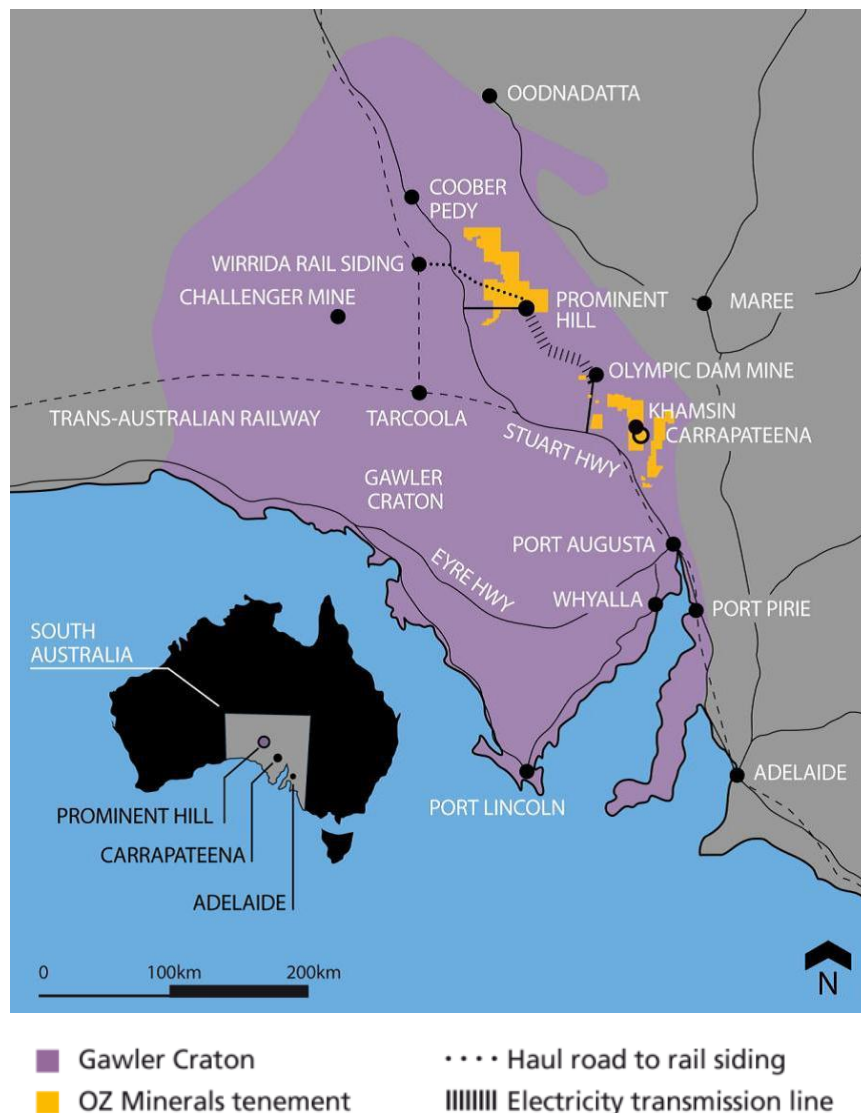 OODNADATTA
COOBER
PEDY
WIRRIDA RAIL SIDING
CHALLENGER MINE
PROMINENT
HILL
MAREE
OLYMPIC DAM MINE
TRANS-AUSTRALIAN RAILWAY
TARCOOLA
KHAMSIN
CARRAPATEENA
STUART HWY
GAWLER
CRATON
PORT AUGUSTA
EYRE HWY
WHYALLA
PORT PIRIE
SOUTH
AUSTRALIA
ADELAIDE
PORT LINCOLN
PROMINENT HILL
CARRAPATEENA
ADELAIDE
0 100km 200km
N
Gawler Craton
OZ Minerals tenement
Haul road to rail siding
Electricity transmission line